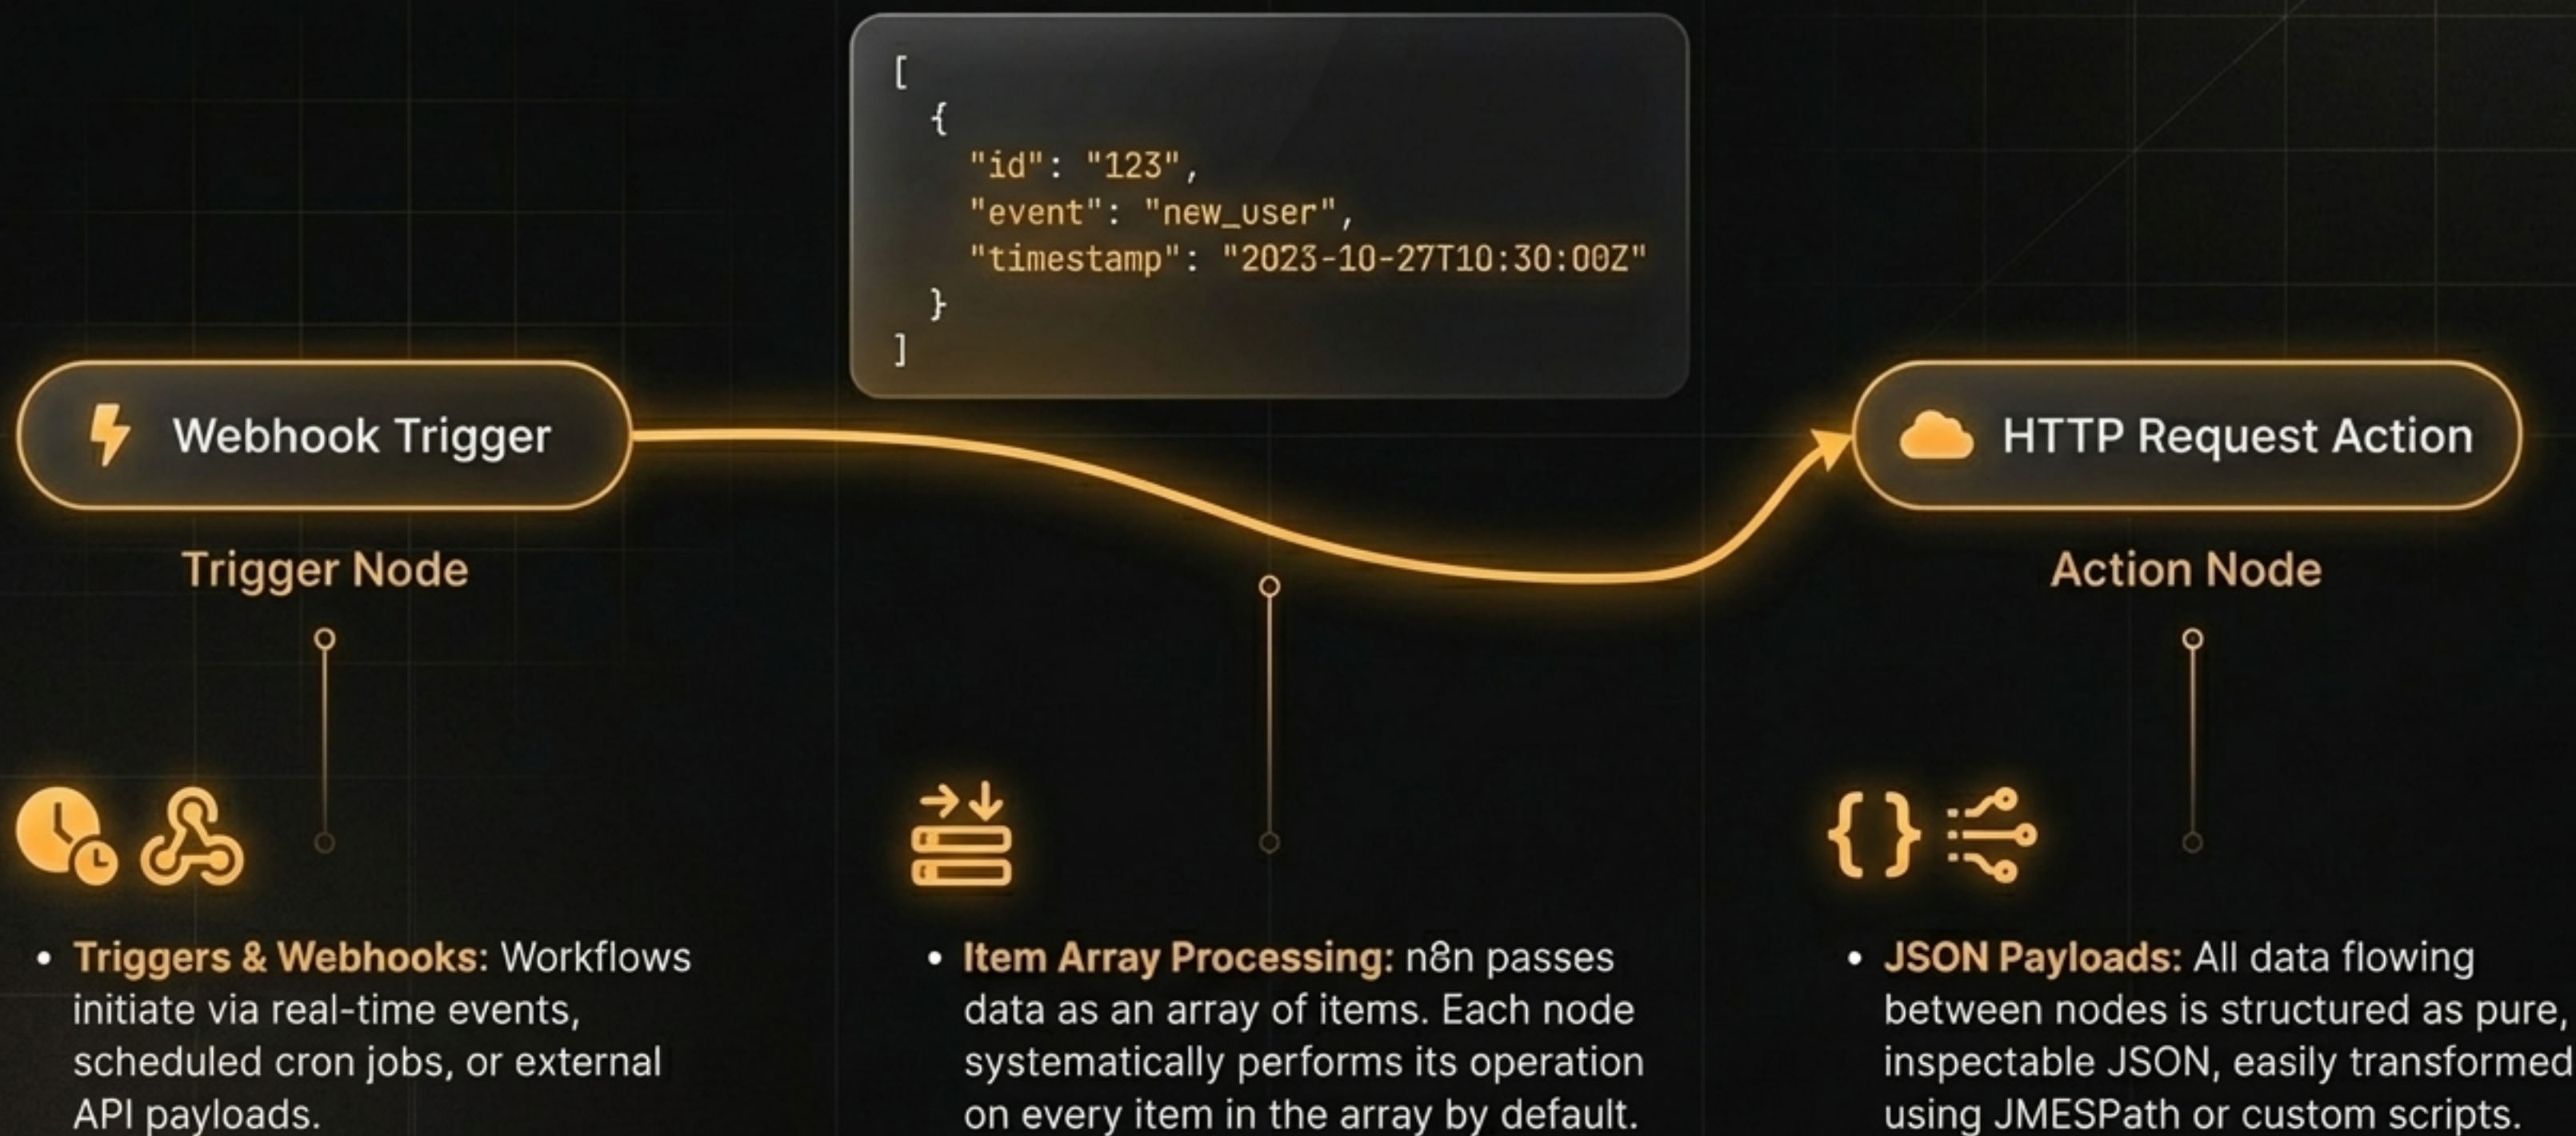 [
{
"id": "123",
"event": "new_user",
"timestamp": "2023-10-27T10:30:00Z"
}
]
Webhook Trigger
HTTP Request Action
Trigger Node
Action Node
• Triggers & Webhooks: Workflows
initiate via real-time events,
scheduled cron jobs, or external
API payloads.
• Item Array Processing: n8n passes
data as an array of items. Each node
systematically performs its operation
on every item in the array by default.
• JSON Payloads: All data flowing
between nodes is structured as pure,
inspectable JSON, easily transformed
using JMESPath or custom scripts.